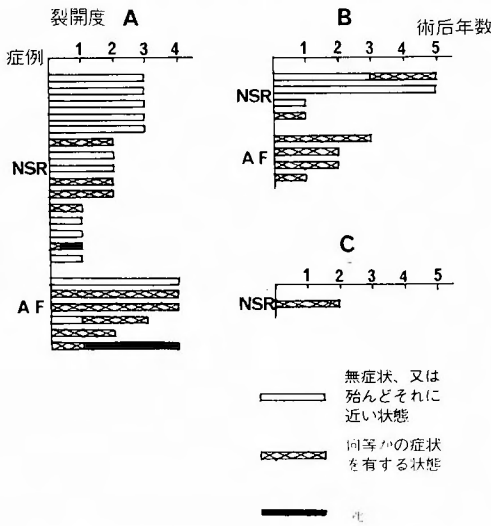 裂開度 A
症例
1 2 3 4
NSR
A F
B
術后年数
1 2 3 4 5
NSR
A F
C
1 2 3 4 5
NSR
無症状、又は
殆んどそれに
近い状態
何等かの症状
を有する状態